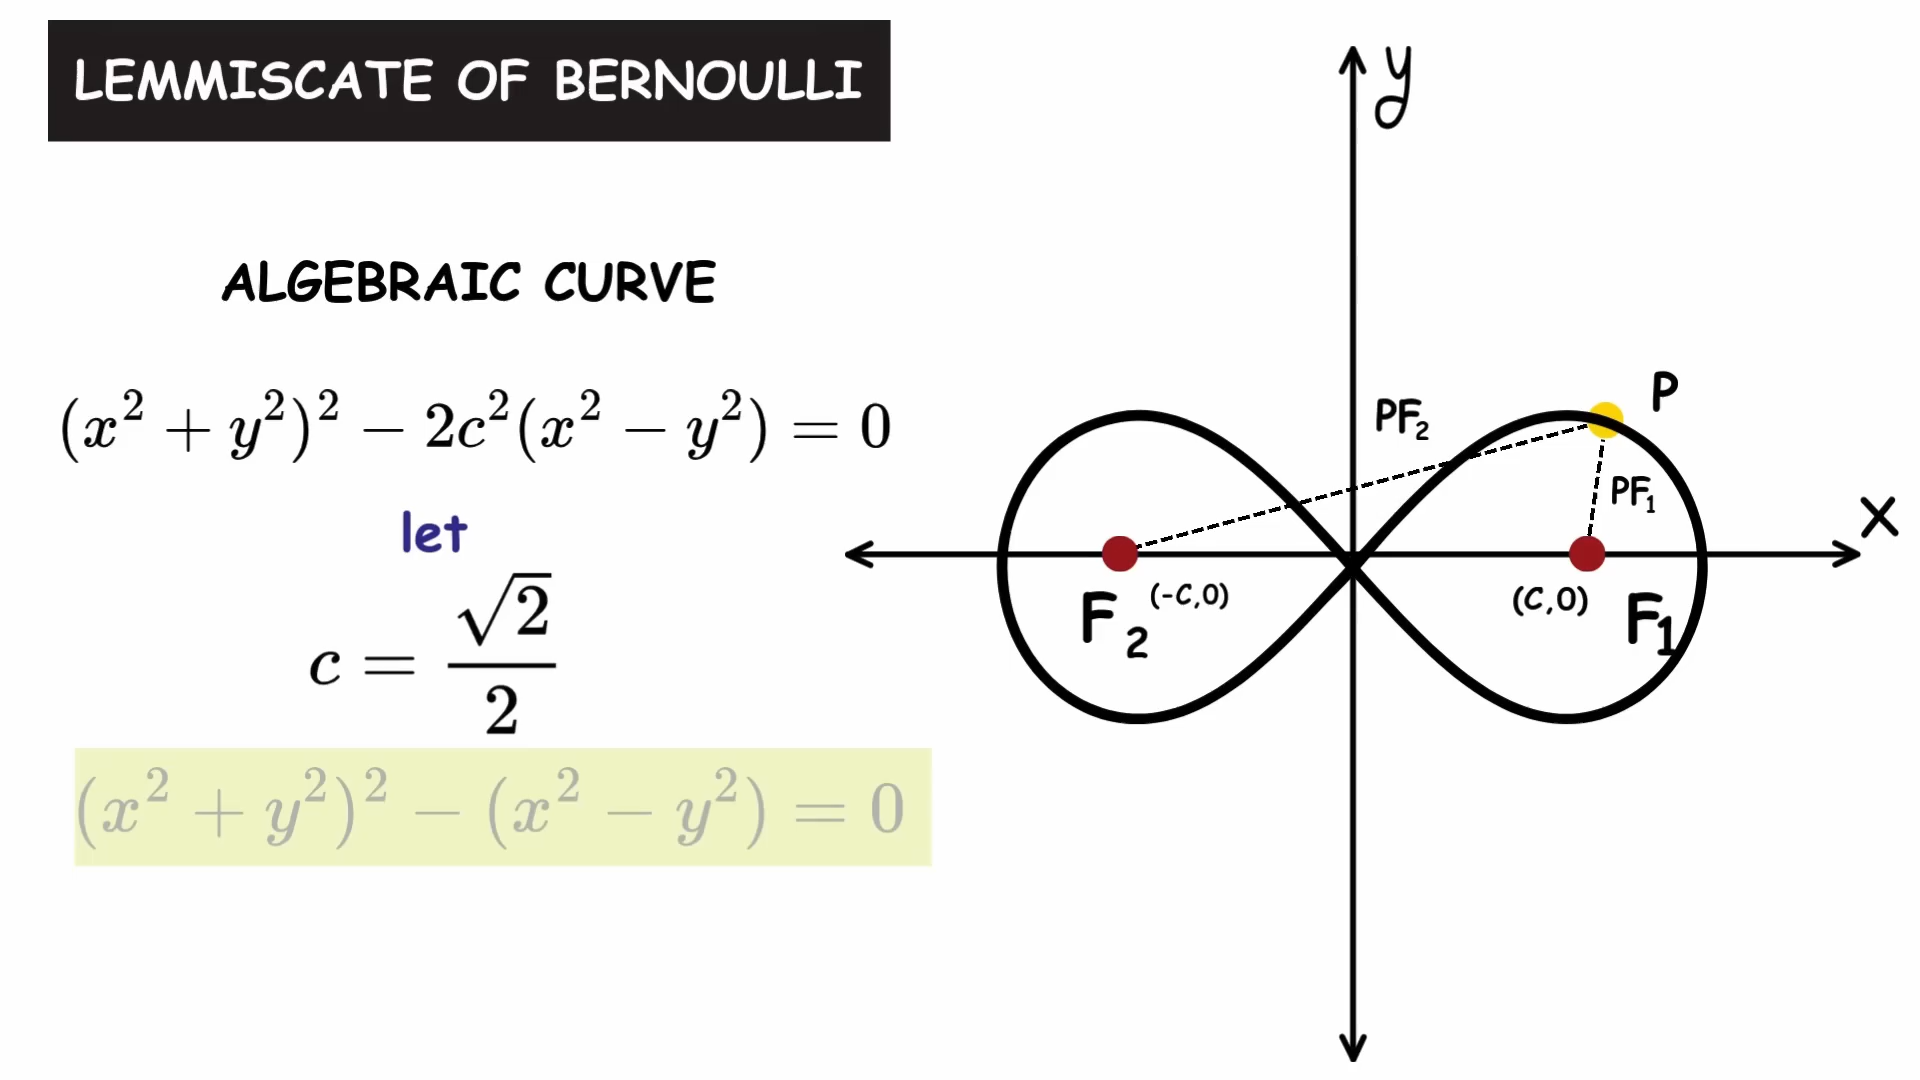 LEMMISCATE OF BERNOULLI
ALGEBRAIC CURVE
(x² + y²)² − 2c²(x² − y²) = 0
let
c = √2/2
(x² + y²)² − (x² − y²) = 0
y
P
PF₂
PF₁
X
F₂ (-C,0)
(C,0) F₁